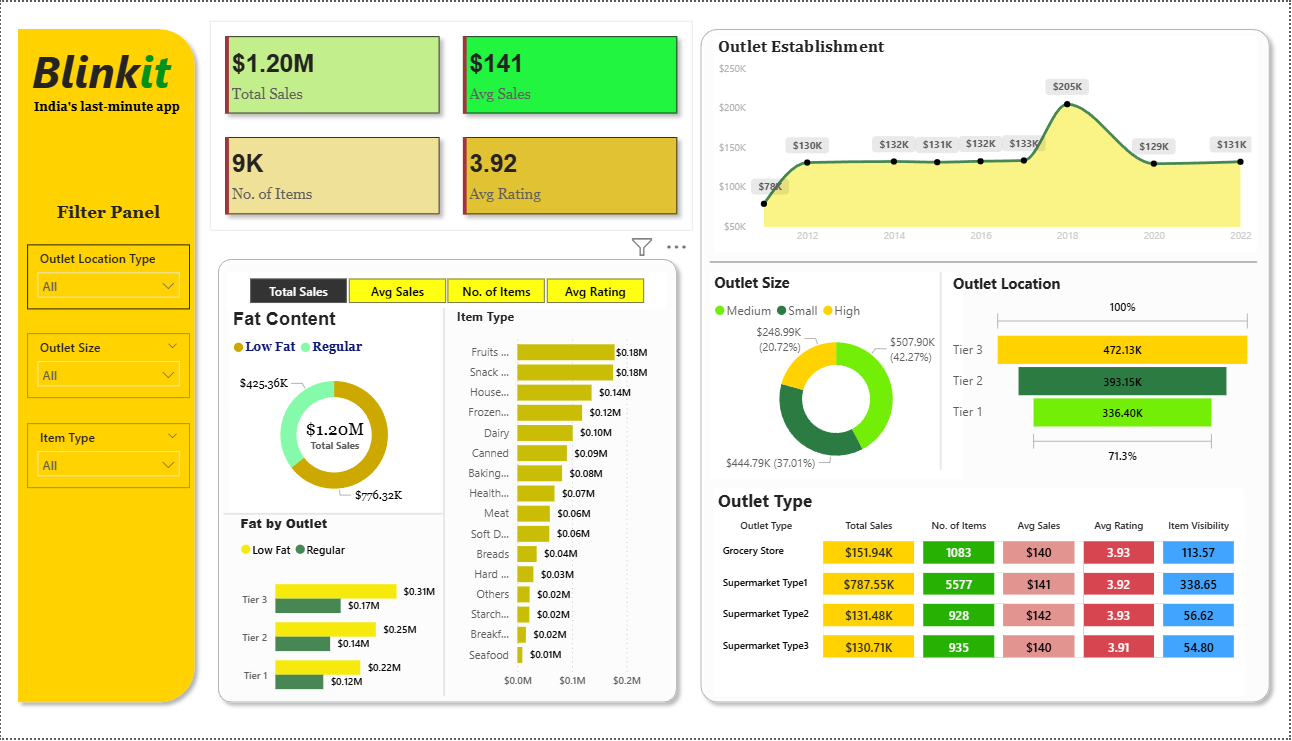 Blinkit
India's last-minute app
Filter Panel
Outlet Location Type
All
Outlet Size
All
Item Type
All
$1.20M
Total Sales
$141
Avg Sales
9K
No. of Items
3.92
Avg Rating
Total Sales
Avg Sales
No. of Items
Avg Rating
Fat Content
Low Fat Regular
$425.36K
$1.20M
Total Sales
$776.32K
Fat by Outlet
Low Fat Regular
Tier 3 $0.31M
$0.17M
Tier 2 $0.25M
$0.14M
Tier 1 $0.22M
$0.12M
Item Type
Fruits ... $0.18M
Snack ... $0.18M
House... $0.14M
Frozen... $0.12M
Dairy $0.10M
Canned $0.09M
Baking... $0.08M
Health... $0.07M
Meat $0.06M
Soft D... $0.06M
Breads $0.04M
Hard ... $0.03M
Others $0.02M
Starch... $0.02M
Breakf... $0.02M
Seafood $0.01M
$0.0M $0.1M $0.2M
Outlet Establishment
$250K
$200K
$150K
$100K
$50K
$78K $130K $132K $131K $132K $133K $205K $129K $131K
2012 2014 2016 2018 2020 2022
Outlet Size
Medium Small High
$248.99K
(20.72%)
$507.90K
(42.27%)
$444.79K (37.01%)
Outlet Location
100%
Tier 3 472.13K
Tier 2 393.15K
Tier 1 336.40K
71.3%
Outlet Type
Outlet Type Total Sales No. of Items Avg Sales Avg Rating Item Visibility
Grocery Store $151.94K 1083 $140 3.93 113.57
Supermarket Type1 $787.55K 5577 $141 3.92 338.65
Supermarket Type2 $131.48K 928 $142 3.93 56.62
Supermarket Type3 $130.71K 935 $140 3.91 54.80